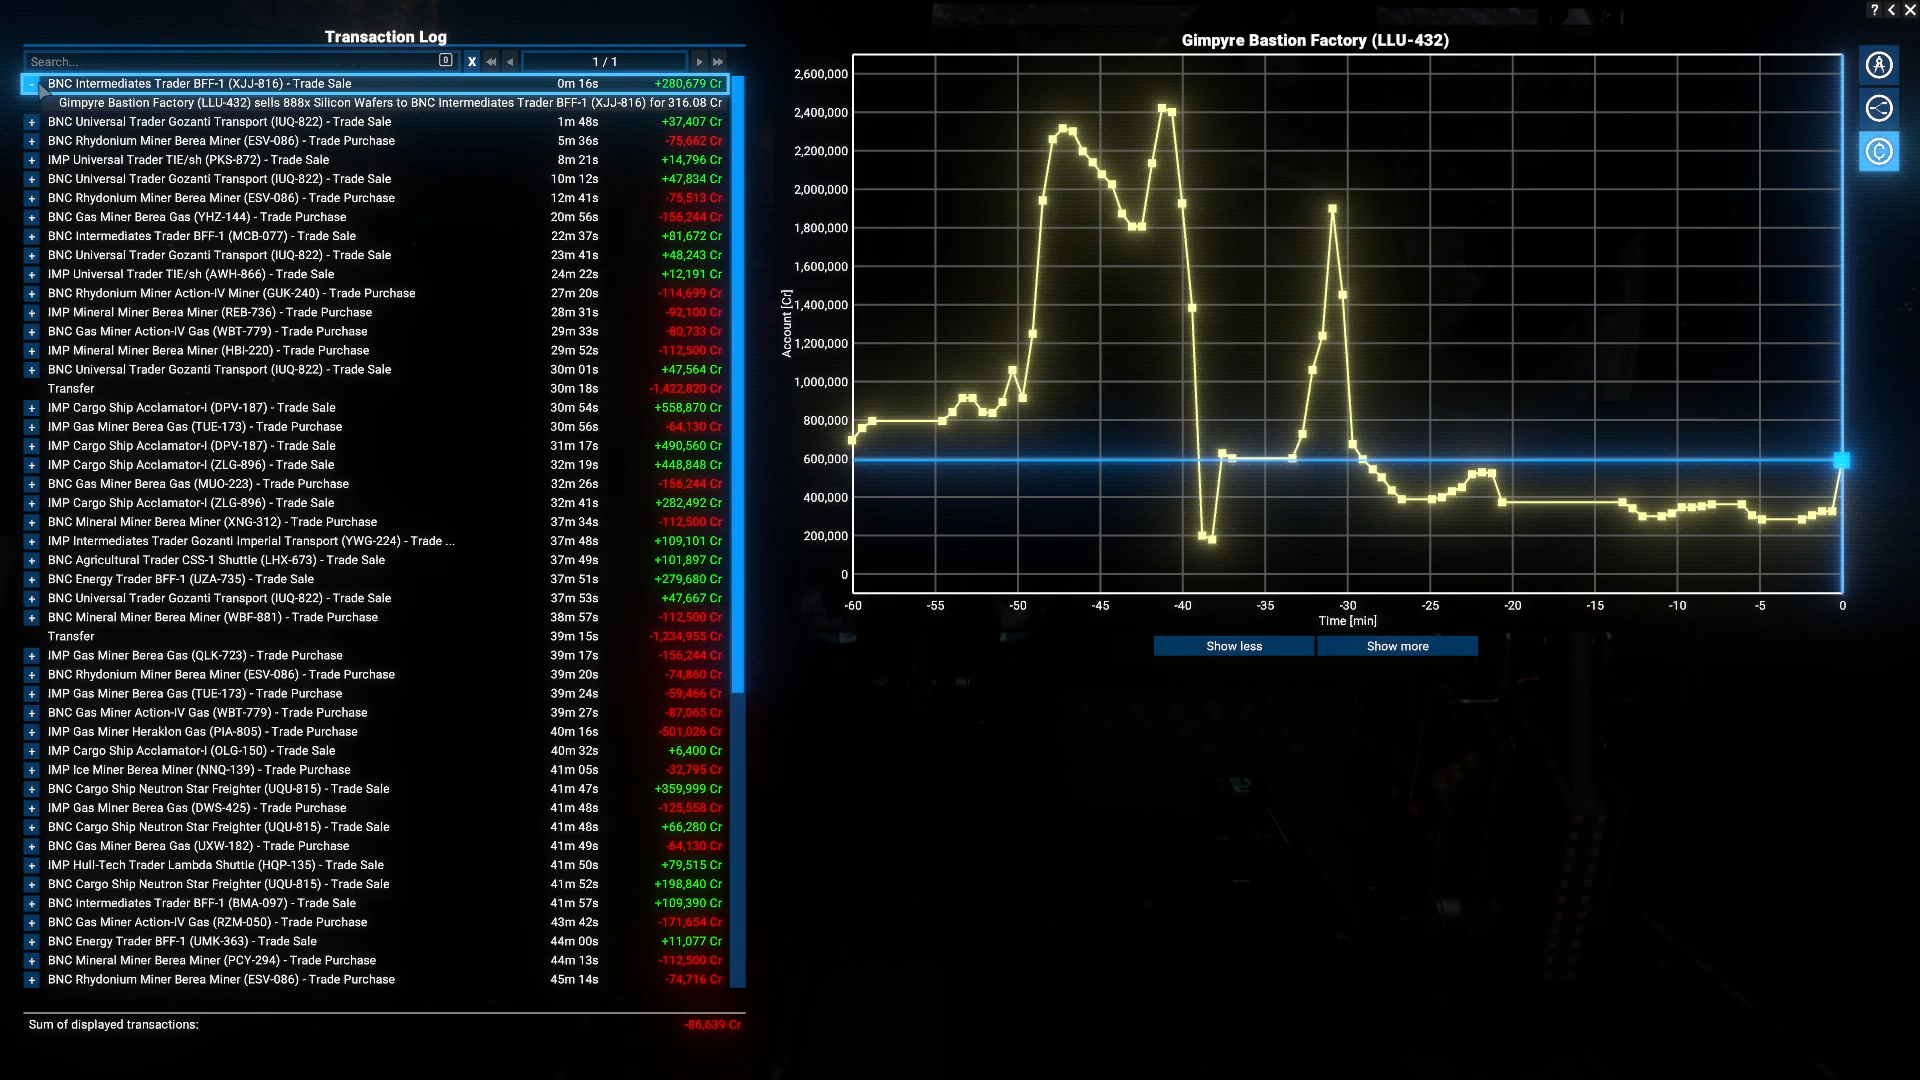 Transaction Log
Search...
1 / 1
- BNC Intermediates Trader BFF-1 (XJJ-816) - Trade Sale 0m 16s +280,679 Cr
Gimpyre Bastion Factory (LLU-432) sells 888x Silicon Wafers to BNC Intermediates Trader BFF-1 (XJJ-816) for 316.08 Cr
+ BNC Universal Trader Gozanti Transport (IUQ-822) - Trade Sale 1m 48s +37,407 Cr
+ BNC Rhydonium Miner Berea Miner (ESV-086) - Trade Purchase 5m 36s -75,662 Cr
+ IMP Universal Trader TIE/sh (PKS-872) - Trade Sale 8m 21s +14,796 Cr
+ BNC Universal Trader Gozanti Transport (IUQ-822) - Trade Sale 10m 12s +47,834 Cr
+ BNC Rhydonium Miner Berea Miner (ESV-086) - Trade Purchase 12m 41s -75,513 Cr
+ BNC Gas Miner Berea Gas (YHZ-144) - Trade Purchase 20m 56s -156,244 Cr
+ BNC Intermediates Trader BFF-1 (MCB-077) - Trade Sale 22m 37s +81,672 Cr
+ BNC Universal Trader Gozanti Transport (IUQ-822) - Trade Sale 23m 41s +48,243 Cr
+ IMP Universal Trader TIE/sh (AWH-866) - Trade Sale 24m 22s +12,191 Cr
+ BNC Rhydonium Miner Action-IV Miner (GUK-240) - Trade Purchase 27m 20s -114,699 Cr
+ IMP Mineral Miner Berea Miner (REB-736) - Trade Purchase 28m 31s -92,100 Cr
+ BNC Gas Miner Action-IV Gas (WBT-779) - Trade Purchase 29m 33s -80,733 Cr
+ IMP Mineral Miner Berea Miner (HBI-220) - Trade Purchase 29m 52s -112,500 Cr
+ BNC Universal Trader Gozanti Transport (IUQ-822) - Trade Sale 30m 01s +47,564 Cr
Transfer 30m 18s -1,422,820 Cr
+ IMP Cargo Ship Acclamator-I (DPV-187) - Trade Sale 30m 54s +558,870 Cr
+ IMP Gas Miner Berea Gas (TUE-173) - Trade Purchase 30m 56s -64,130 Cr
+ IMP Cargo Ship Acclamator-I (DPV-187) - Trade Sale 31m 17s +490,560 Cr
+ IMP Cargo Ship Acclamator-I (ZLG-896) - Trade Sale 32m 19s +448,848 Cr
+ BNC Gas Miner Berea Gas (MUO-223) - Trade Purchase 32m 26s -156,244 Cr
+ IMP Cargo Ship Acclamator-I (ZLG-896) - Trade Sale 32m 41s +282,492 Cr
+ BNC Mineral Miner Berea Miner (XNG-312) - Trade Purchase 37m 34s -112,500 Cr
+ IMP Intermediates Trader Gozanti Imperial Transport (YWG-224) - Trade ... 37m 48s +109,101 Cr
+ BNC Agricultural Trader CSS-1 Shuttle (LHX-673) - Trade Sale 37m 49s +101,897 Cr
+ BNC Energy Trader BFF-1 (UZA-735) - Trade Sale 37m 51s +279,680 Cr
+ BNC Universal Trader Gozanti Transport (IUQ-822) - Trade Sale 37m 53s +47,667 Cr
+ BNC Mineral Miner Berea Miner (WBF-881) - Trade Purchase 38m 57s -112,500 Cr
Transfer 39m 15s -1,234,955 Cr
+ IMP Gas Miner Berea Gas (QLK-723) - Trade Purchase 39m 17s -156,244 Cr
+ BNC Rhydonium Miner Berea Miner (ESV-086) - Trade Purchase 39m 20s -74,860 Cr
+ IMP Gas Miner Berea Gas (TUE-173) - Trade Purchase 39m 24s -59,466 Cr
+ BNC Gas Miner Action-IV Gas (WBT-779) - Trade Purchase 39m 27s -87,065 Cr
+ IMP Gas Miner Heraklon Gas (PIA-805) - Trade Purchase 40m 16s -501,026 Cr
+ IMP Cargo Ship Acclamator-I (OLG-150) - Trade Sale 40m 32s +6,400 Cr
+ IMP Ice Miner Berea Miner (NNQ-139) - Trade Purchase 41m 05s -32,795 Cr
+ BNC Cargo Ship Neutron Star Freighter (UQU-815) - Trade Sale 41m 47s +359,999 Cr
+ IMP Gas Miner Berea Gas (DWS-425) - Trade Purchase 41m 48s -125,558 Cr
+ BNC Cargo Ship Neutron Star Freighter (UQU-815) - Trade Sale 41m 48s +66,280 Cr
+ BNC Gas Miner Berea Gas (UXW-182) - Trade Purchase 41m 49s -64,130 Cr
+ IMP Hull-Tech Trader Lambda Shuttle (HQP-135) - Trade Sale 41m 50s +79,515 Cr
+ BNC Cargo Ship Neutron Star Freighter (UQU-815) - Trade Sale 41m 52s +198,840 Cr
+ BNC Intermediates Trader BFF-1 (BMA-097) - Trade Sale 41m 57s +109,390 Cr
+ BNC Gas Miner Action-IV Gas (RZM-050) - Trade Purchase 43m 42s -171,654 Cr
+ BNC Energy Trader BFF-1 (UMK-363) - Trade Sale 44m 00s +11,077 Cr
+ BNC Mineral Miner Berea Miner (PCY-294) - Trade Purchase 44m 13s -112,500 Cr
+ BNC Rhydonium Miner Berea Miner (ESV-086) - Trade Purchase 45m 14s -74,716 Cr
Sum of displayed transactions: -86,639 Cr
Gimpyre Bastion Factory (LLU-432)
2,600,000
2,400,000
2,200,000
2,000,000
1,800,000
1,600,000
1,400,000
1,200,000
1,000,000
800,000
600,000
400,000
200,000
0
Account [Cr]
-60 -55 -50 -45 -40 -35 -30 -25 -20 -15 -10 -5 0
Time [min]
Show less Show more